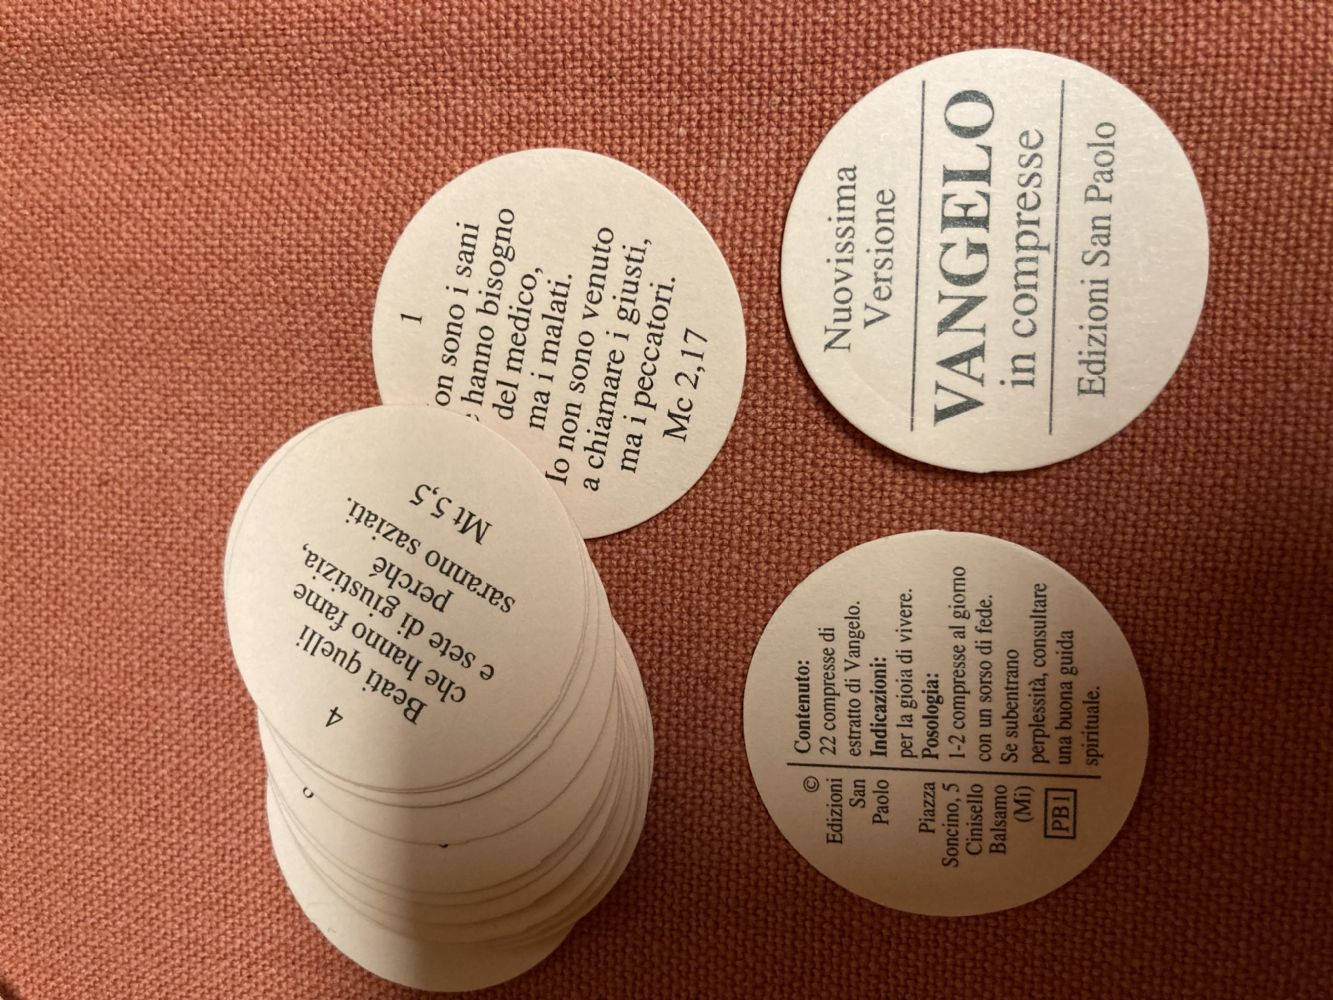 Nuovissima
Versione
VANGELO
in compresse
Edizioni San Paolo
1
on sono i sani
hanno bisogno
del medico,
ma i malati.
Io non sono venuto
a chiamare i giusti,
ma i peccatori.
Mc 2,17
4
Beati quelli
che hanno fame
e sete di giustizia,
perché
saranno saziati.
Mt 5,5
©
Edizioni
San
Paolo
Piazza
Soncino, 5
Cinisello
Balsamo
(Mi)
PB 1
Contenuto:
22 compresse di
estratto di Vangelo.
Indicazioni:
per la gioia di vivere.
Posologia:
1-2 compresse al giorno
con un sorso di fede.
Se subentrano
perplessità, consultare
una buona guida
spirituale.